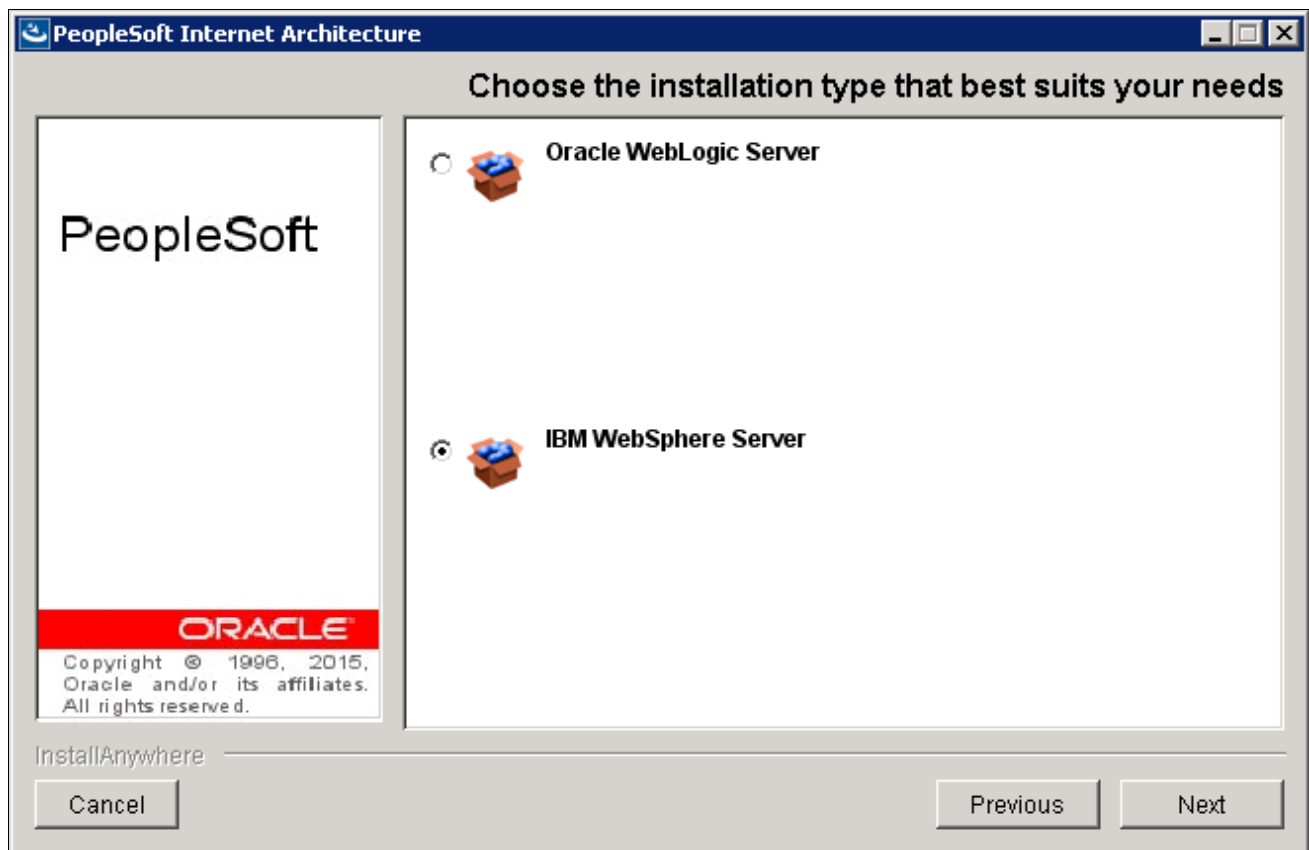 PeopleSoft Internet Architecture
Choose the installation type that best suits your needs
PeopleSoft
ORACLE
Copyright © 1996, 2015,
Oracle and/or its affiliates.
All rights reserved.
Oracle WebLogic Server
IBM WebSphere Server
InstallAnywhere
Cancel
Previous
Next